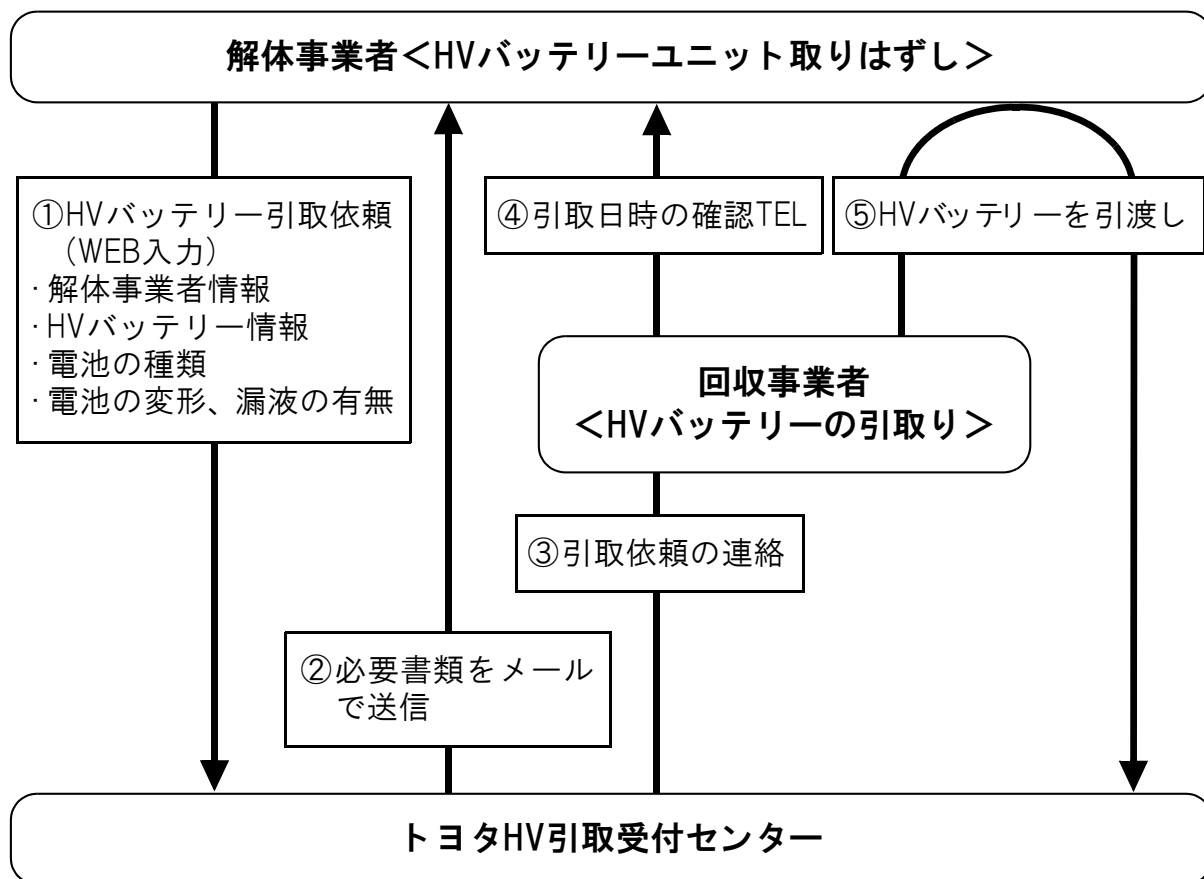 解体事業者<HVバッテリーユニット取りはずし>
①HVバッテリー引取依頼
（WEB入力）
・解体事業者情報
・HVバッテリー情報
・電池の種類
・電池の変形、漏液の有無
④引取日時の確認TEL
⑤HVバッテリーを引渡し
回収事業者
<HVバッテリーの引取り>
③引取依頼の連絡
②必要書類をメール
で送信
トヨタHV引取受付センター